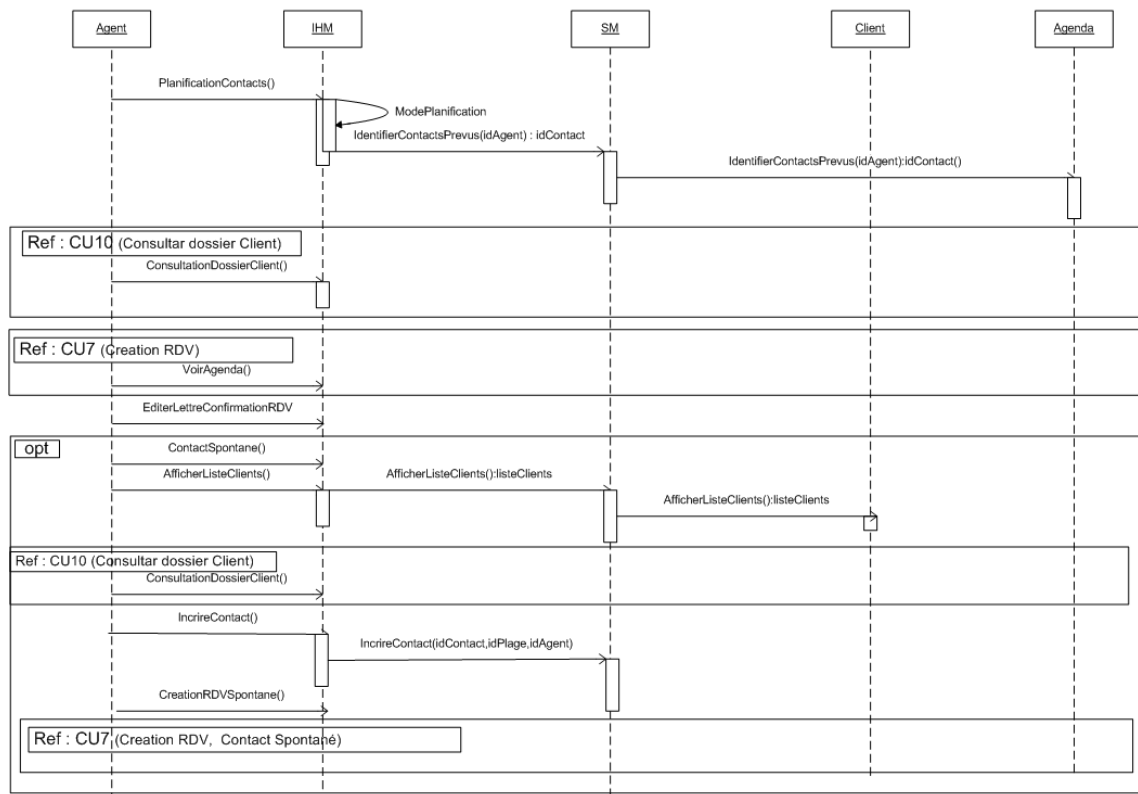 Agent
IHM
SM
Client
Agenda
PlanificationContacts()
ModePlanification
IdentifierContactsPrevus(idAgent) : idContact
IdentifierContactsPrevus(idAgent):idContact()
Ref : CU10 (Consultar dossier Client)
ConsultationDossierClient()
Ref : CU7 (Creation RDV)
VoirAgenda()
EditerLettreConfirmationRDV
opt
ContactSpontane()
AfficherListeClients()
AfficherListeClients():listeClients
AfficherListeClients():listeClients
Ref : CU10 (Consultar dossier Client)
ConsultationDossierClient()
IncrireContact()
IncrireContact(idContact,idPlage,idAgent)
CreationRDVSpontane()
Ref : CU7 (Creation RDV, Contact Spontané)